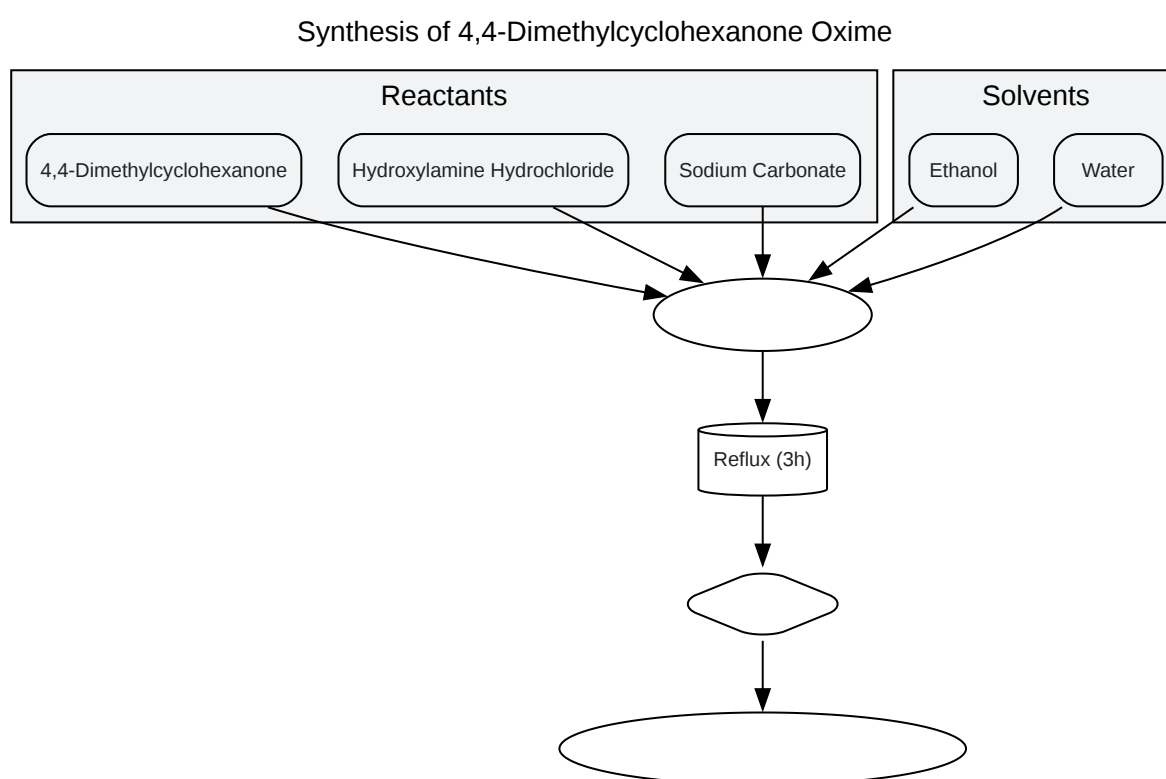 Synthesis of 4,4-Dimethylcyclohexanone Oxime
Reactants
Solvents
4,4-Dimethylcyclohexanone
Hydroxylamine Hydrochloride
Sodium Carbonate
Ethanol
Water
Reflux (3h)